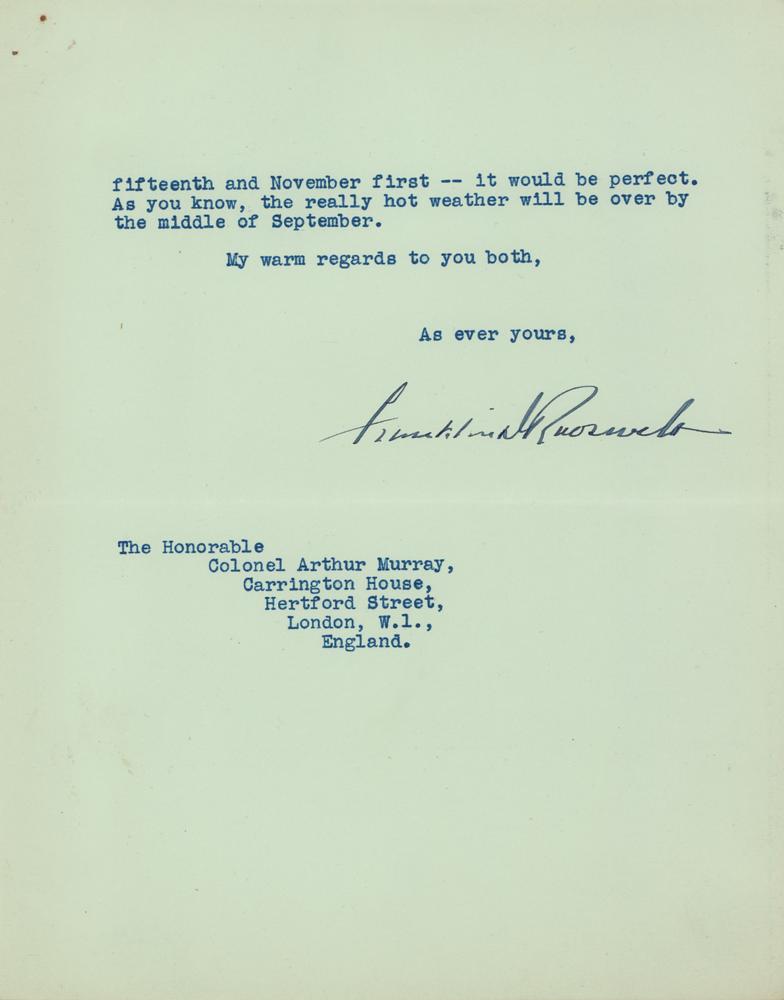 fifteenth and November first -- it would be perfect.
As you know, the really hot weather will be over by
the middle of September.
My warm regards to you both,
As ever yours,
Franklin D Roosevelt
The Honorable
Colonel Arthur Murray,
Carrington House,
Hertford Street,
London, W.1.,
England.